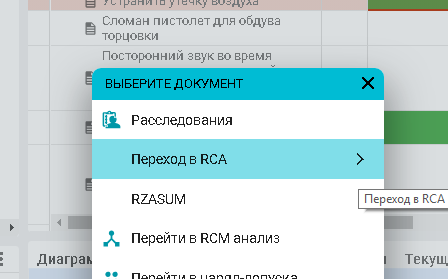 Устранить утечку воздуха
Сломан пистолет для обдува
торцовки
Посторонний звук во время
ВЫБЕРИТЕ ДОКУМЕНТ
Расследования
Переход в RCA
RZASUM
Переход в RCA
Перейти в RCM анализ
Диаграм
Текущ
Перейти в наряд-допуска